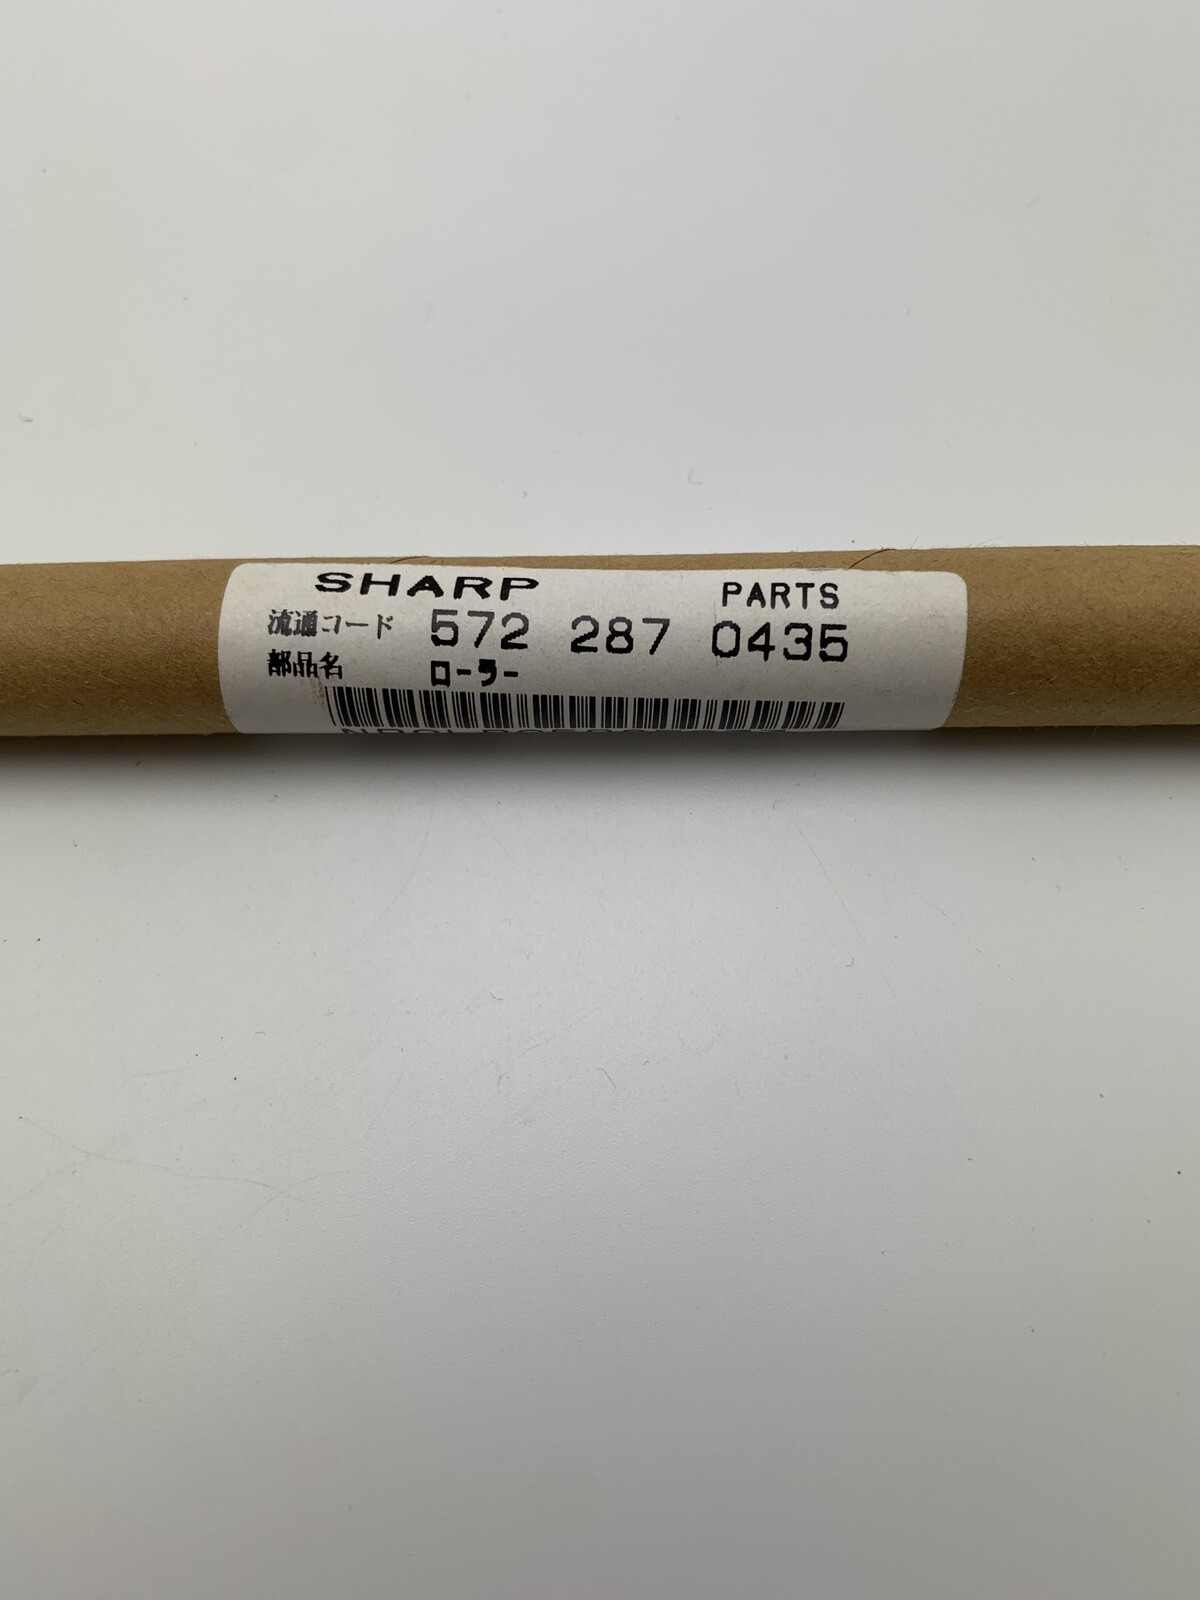 SHARP PARTS
流通コード 572 287 0435
部品名 ローラー